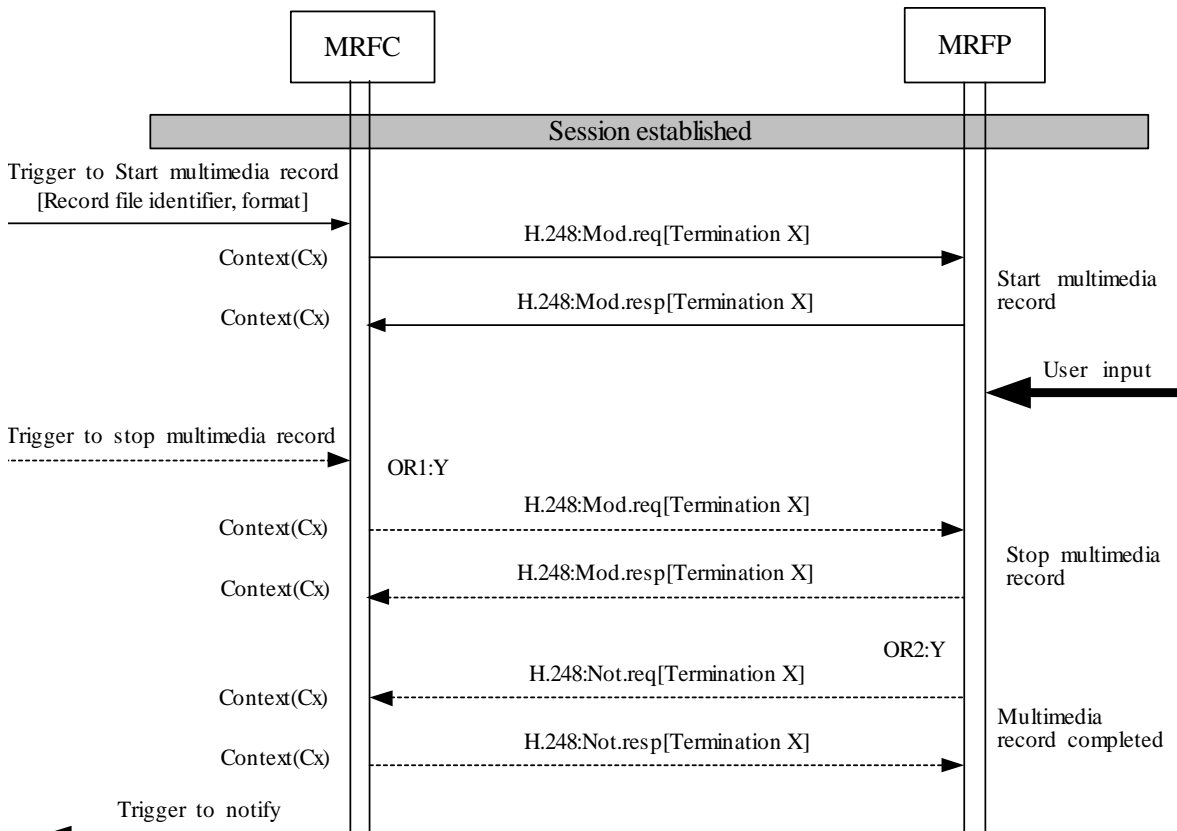 MRFC
MRFP
Session established
Trigger to Start multimedia record
[Record file identifier, format]
H.248:Mod.req[Termination X]
Context(Cx)
Start multimedia
record
H.248:Mod.resp[Termination X]
Context(Cx)
User input
Trigger to stop multimedia record
OR1:Y
H.248:Mod.req[Termination X]
Context(Cx)
Stop multimedia
record
H.248:Mod.resp[Termination X]
Context(Cx)
OR2:Y
H.248:Not.req[Termination X]
Context(Cx)
Multimedia
record completed
H.248:Not.resp[Termination X]
Context(Cx)
Trigger to notify